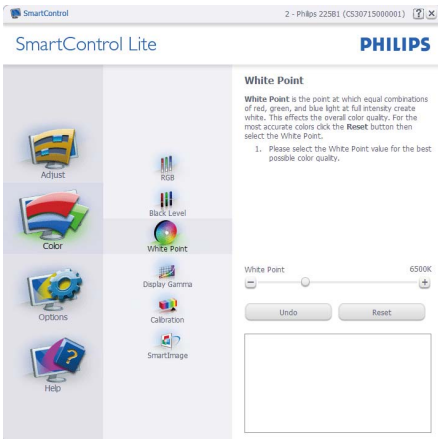 SmartControl
2 - Philips 225B1 (CS30715000001)
SmartControl Lite
PHILIPS
Adjust
Color
Options
Help
RGB
Black Level
White Point
Display Gamma
Calibration
SmartImage
White Point
White Point is the point at which equal combinations
of red, green, and blue light at full intensity create
white. This effects the overall color quality. For the
most accurate colors click the Reset button then
select the White Point.
1. Please select the White Point value for the best
possible color quality.
White Point 6500K
Undo Reset